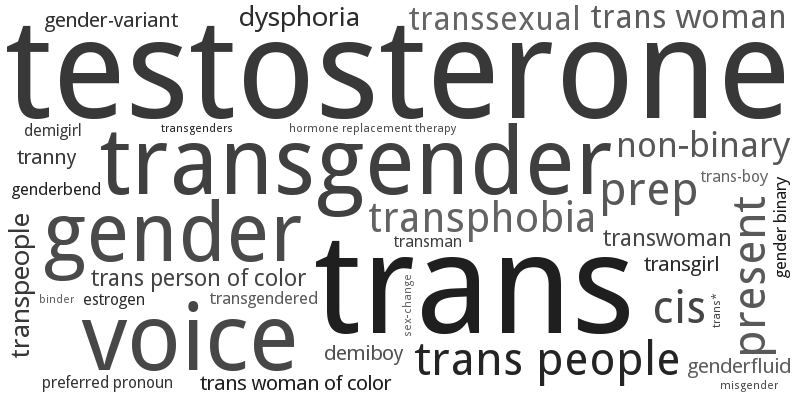 gender-variant
dysphoria
transsexual
trans woman
testosterone
demigirl
transgenders
hormone replacement therapy
tranny
transgender
non-binary
genderbend
prep
trans-boy
transpeople
gender
transphobia
present
gender binary
transman
transwoman
trans person of color
trans
transgirl
binder
estrogen
transgendered
sex-change
cis
trans*
voice
demiboy
trans people
genderfluid
preferred pronoun
trans woman of color
misgender